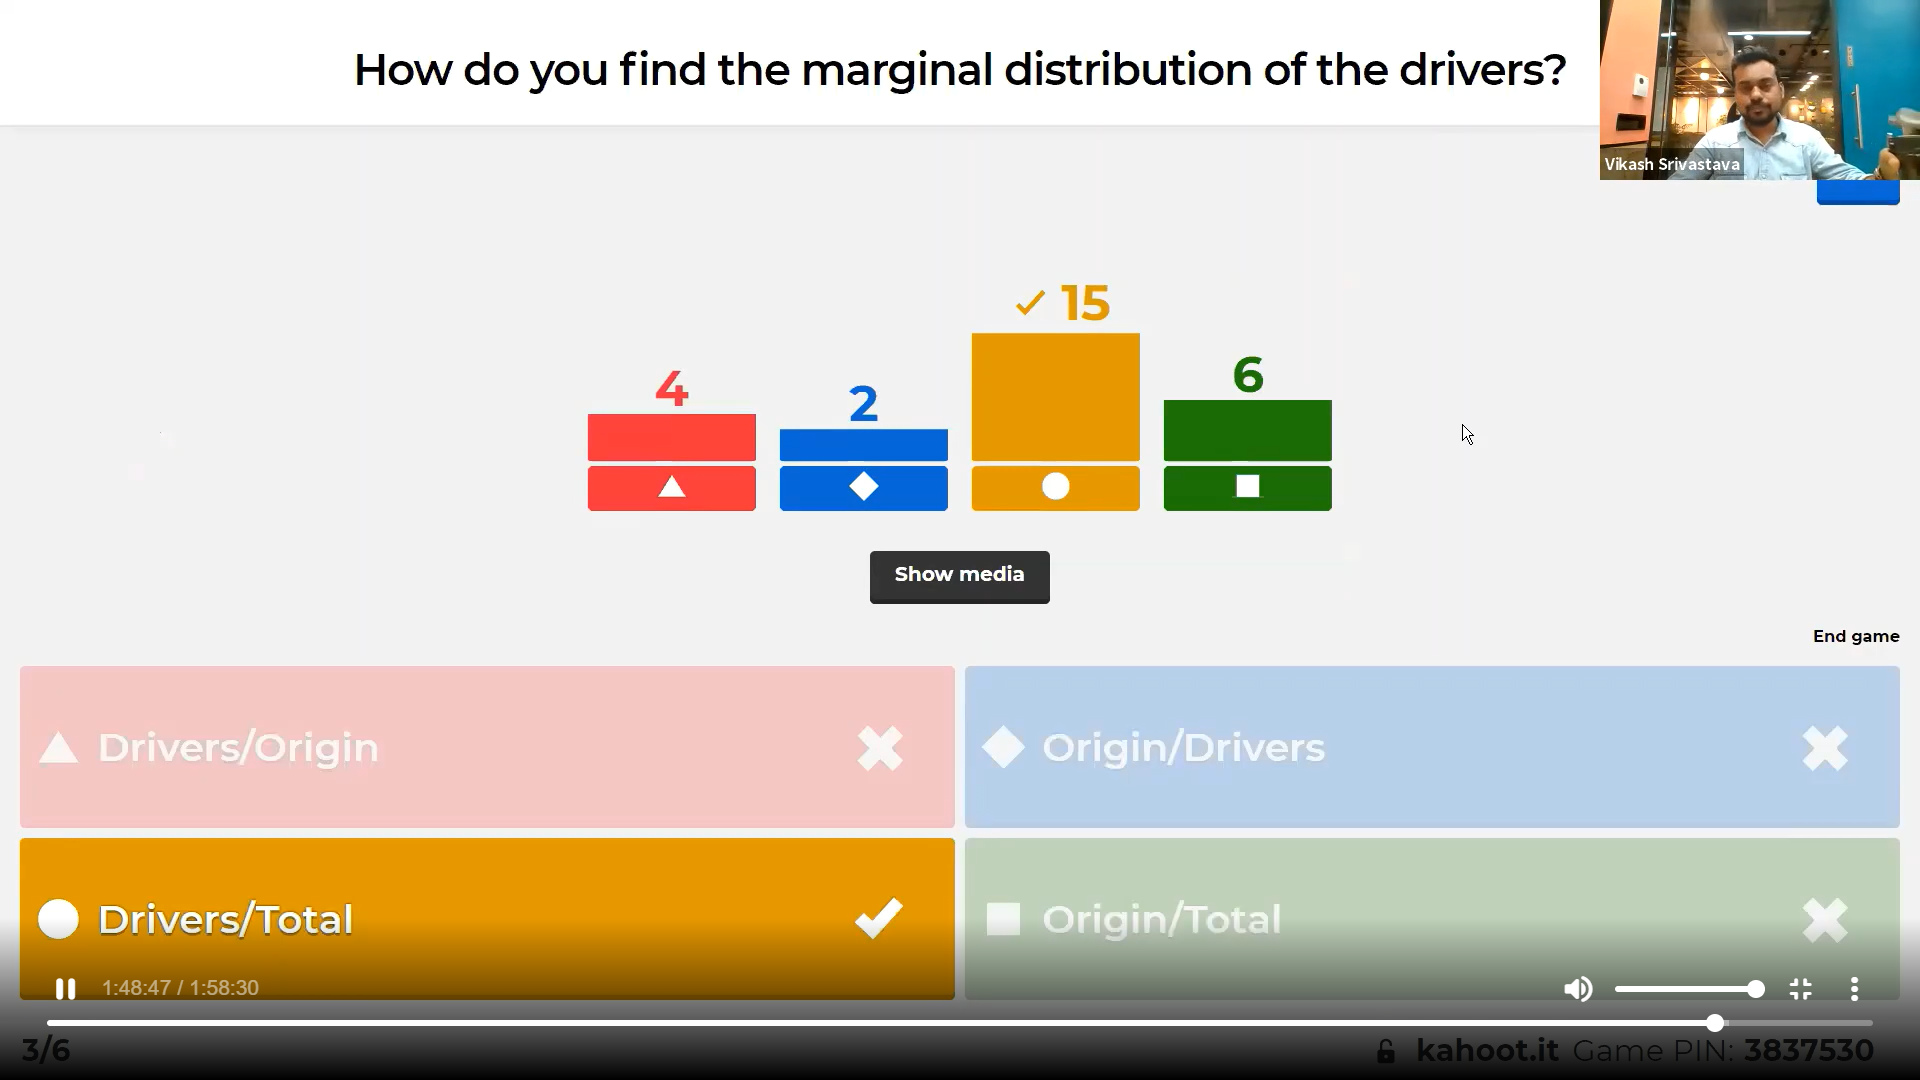 How do you find the marginal distribution of the drivers?
Vikash Srivastava
15
6
4
2
Show media
End game
Drivers/Origin
Origin/Drivers
Drivers/Total
Origin/Total
1:48:47 / 1:58:30
3/6
kahoot.it Game PIN: 3837530